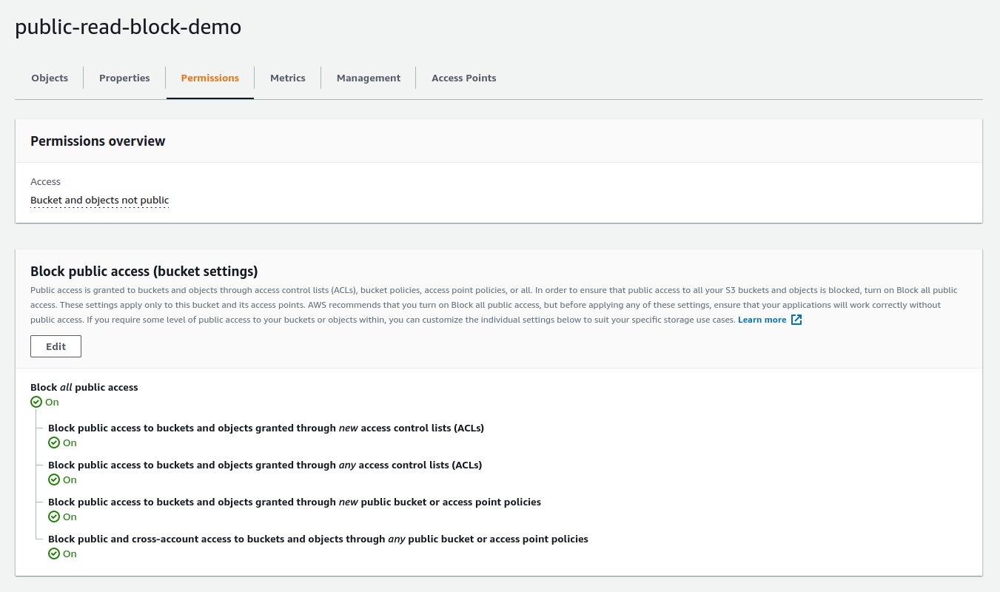 public-read-block-demo
Objects
Properties
Permissions
Metrics
Management
Access Points
Permissions overview
Access
Bucket and objects not public
Block public access (bucket settings)
Public access is granted to buckets and objects through access control lists (ACLs), bucket policies, access point policies, or all. In order to ensure that public access to all your S3 buckets and objects is blocked, turn on Block all public
access. These settings apply only to this bucket and its access points. AWS recommends that you turn on Block all public access, but before applying any of these settings, ensure that your applications will work correctly without
public access. If you require some level of public access to your buckets or objects within, you can customize the individual settings below to suit your specific storage use cases. Learn more
Edit
Block all public access
On
Block public access to buckets and objects granted through new access control lists (ACLs)
On
Block public access to buckets and objects granted through any access control lists (ACLs)
On
Block public access to buckets and objects granted through new public bucket or access point policies
On
Block public and cross-account access to buckets and objects through any public bucket or access point policies
On